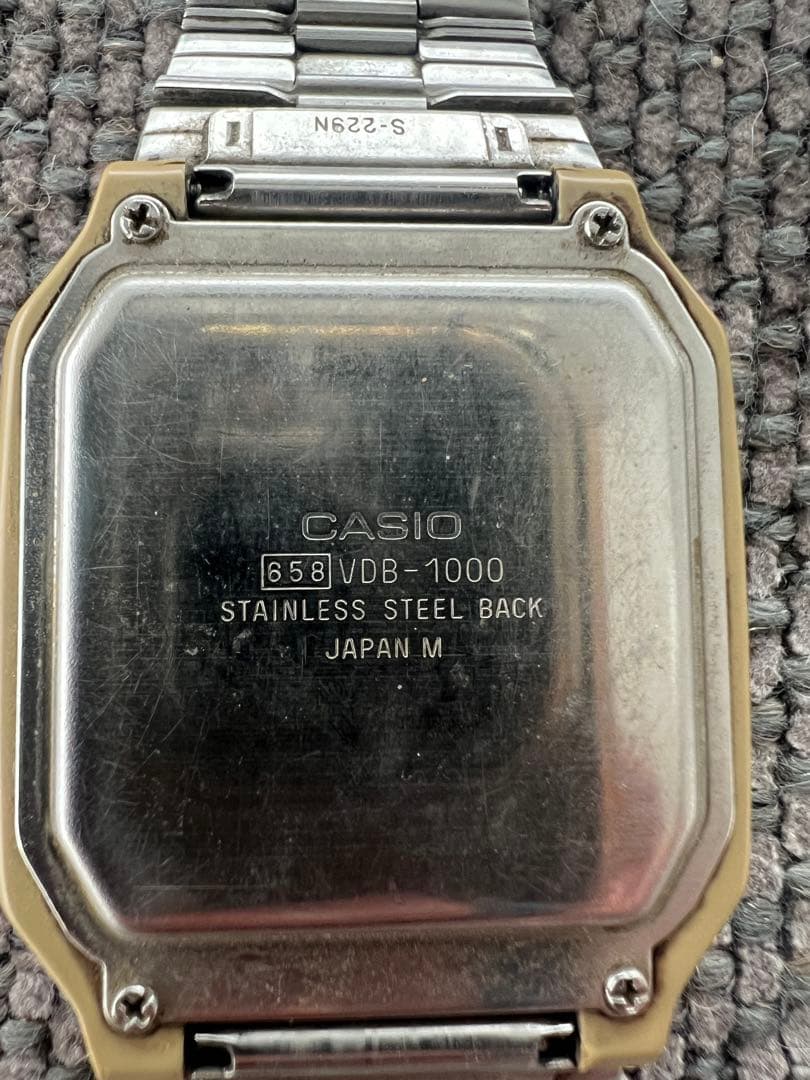 S-229N
CASIO
658 VDB-1000
STAINLESS STEEL BACK
JAPAN M